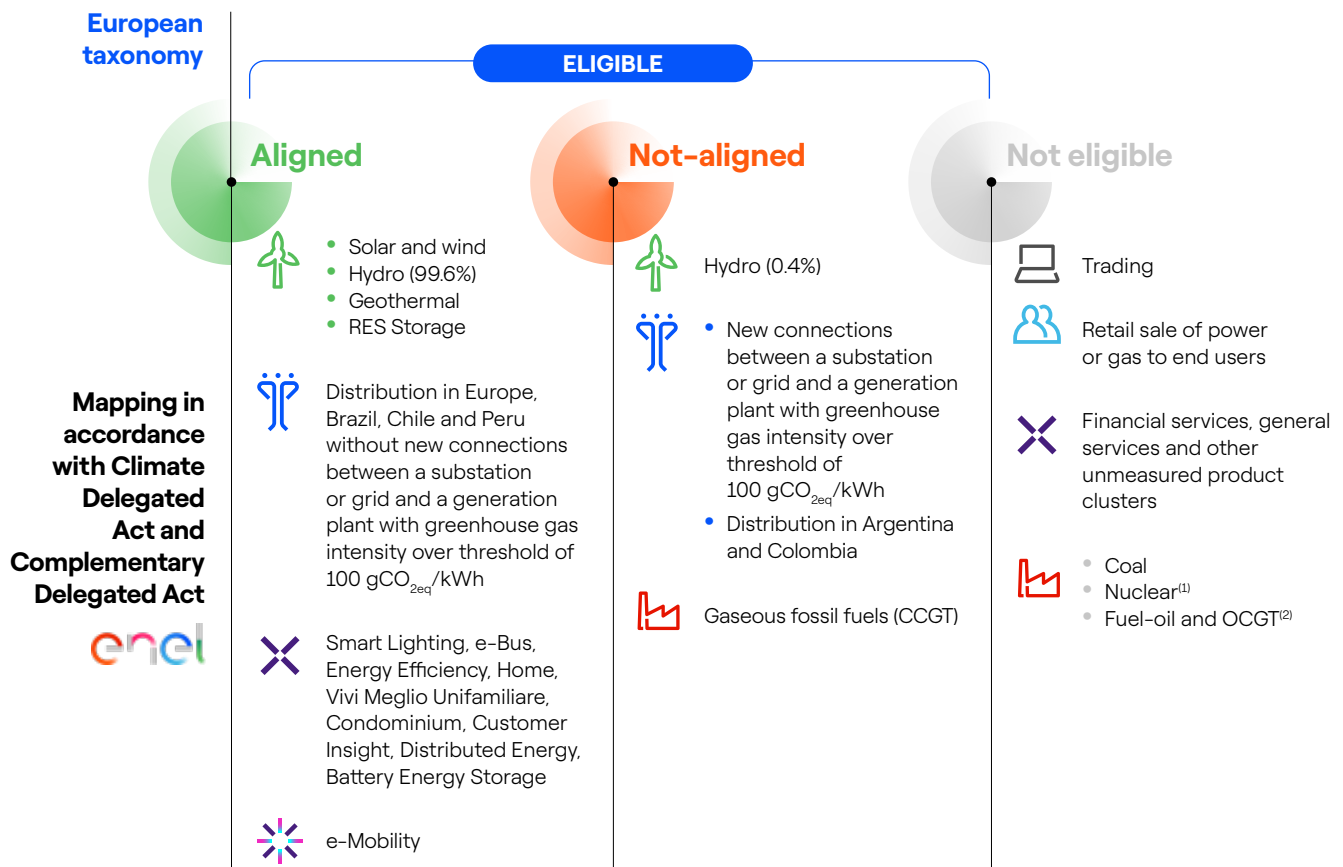 European
taxonomy
ELIGIBLE
Aligned
Not-aligned
Not eligible
Mapping in
accordance
with Climate
Delegated
Act and
Complementary
Delegated Act
enel
• Solar and wind
• Hydro (99.6%)
• Geothermal
• RES Storage
Distribution in Europe,
Brazil, Chile and Peru
without new connections
between a substation
or grid and a generation
plant with greenhouse gas
intensity over threshold of
100 gCO2eq/kWh
Smart Lighting, e-Bus,
Energy Efficiency, Home,
Vivi Meglio Unifamiliare,
Condominium, Customer
Insight, Distributed Energy,
Battery Energy Storage
e-Mobility
Hydro (0.4%)
• New connections
between a substation
or grid and a generation
plant with greenhouse
gas intensity over
threshold of
100 gCO2eq/kWh
• Distribution in Argentina
and Colombia
Gaseous fossil fuels (CCGT)
Trading
Retail sale of power
or gas to end users
Financial services, general
services and other
unmeasured product
clusters
• Coal
• Nuclear(1)
• Fuel-oil and OCGT(2)